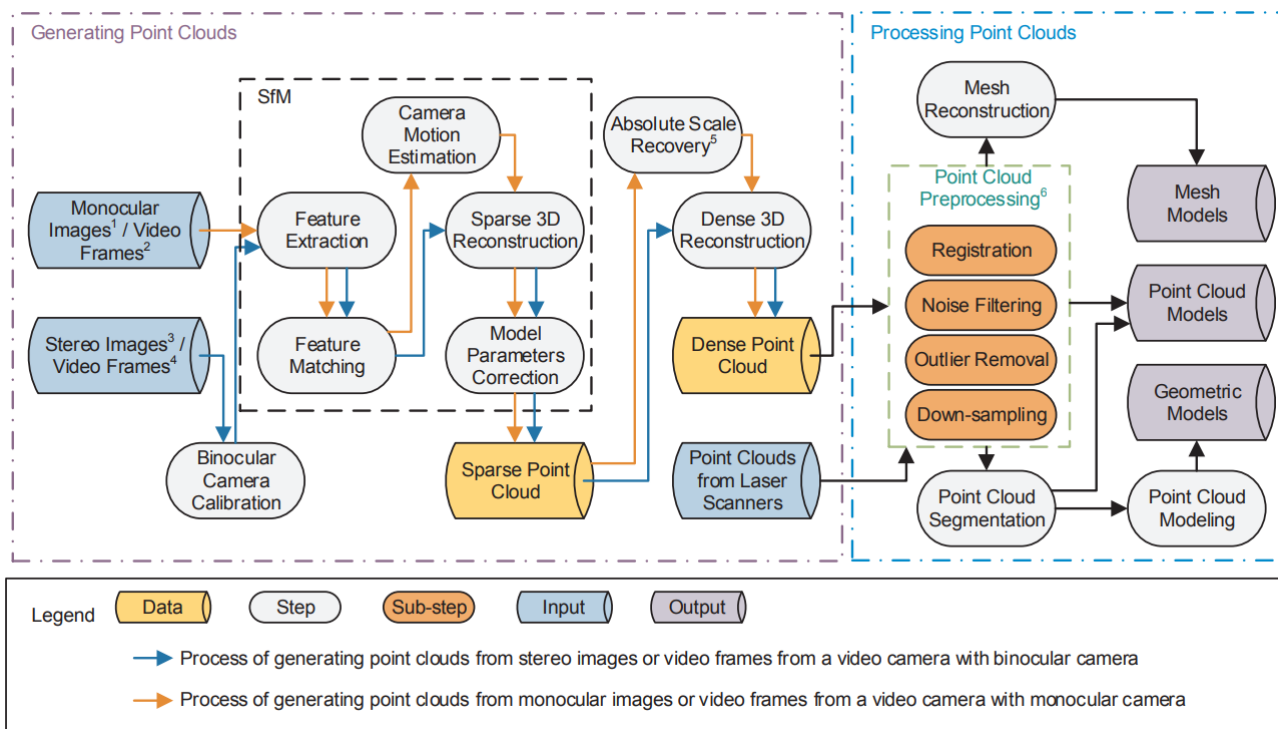 Generating Point Clouds
Processing Point Clouds
SfM
Camera
Motion
Estimation
Absolute Scale
Recovery5
Mesh
Reconstruction
Monocular
Images1 / Video
Frames2
Feature
Extraction
Sparse 3D
Reconstruction
Dense 3D
Reconstruction
Point Cloud
Preprocessing6
Mesh
Models
Registration
Noise Filtering
Outlier Removal
Down-sampling
Point Cloud
Models
Stereo Images3 /
Video Frames4
Feature
Matching
Model
Parameters
Correction
Dense Point
Cloud
Geometric
Models
Binocular
Camera
Calibration
Sparse Point
Cloud
Point Clouds
from Laser
Scanners
Point Cloud
Segmentation
Point Cloud
Modeling
Legend
Data
Step
Sub-step
Input
Output
Process of generating point clouds from stereo images or video frames from a video camera with binocular camera
Process of generating point clouds from monocular images or video frames from a video camera with monocular camera